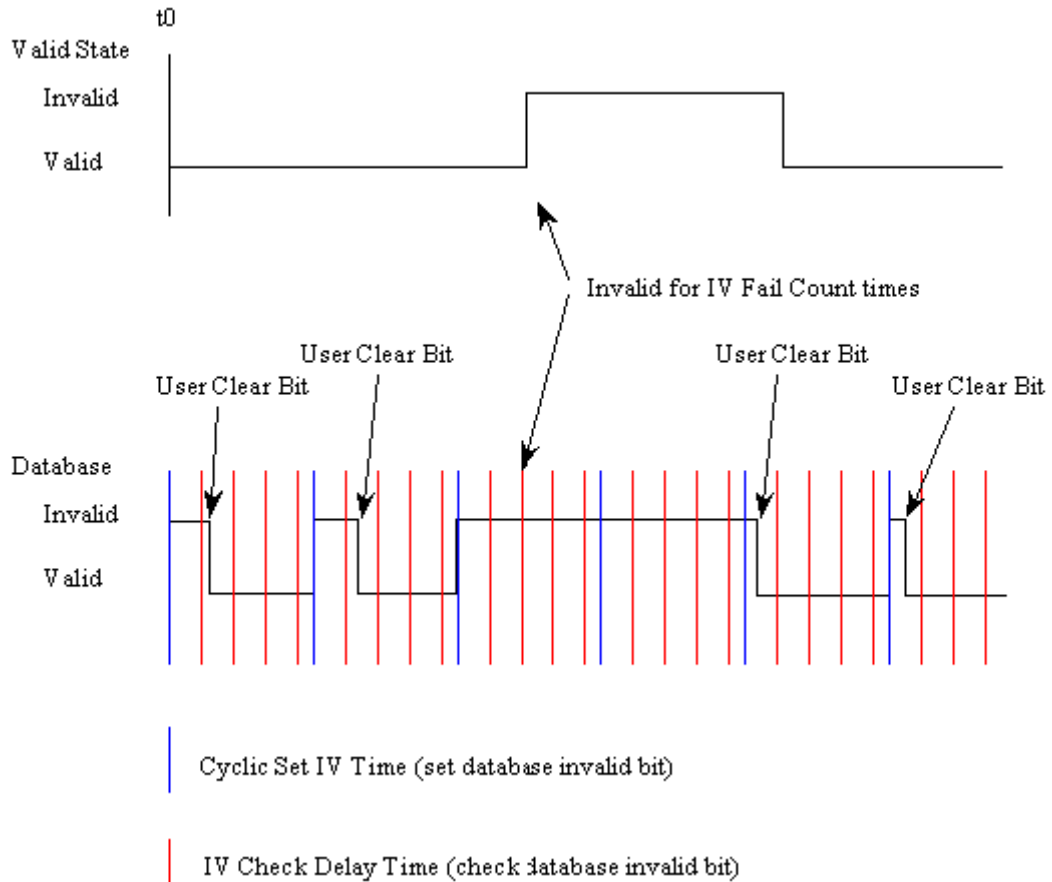 t0
Valid State
Invalid
Valid
Invalid for IV Fail Count times
User Clear Bit
User Clear Bit
User Clear Bit
User Clear Bit
Database
Invalid
Valid
Cyclic Set IV Time (set database invalid bit)
IV Check Delay Time (check database invalid bit)